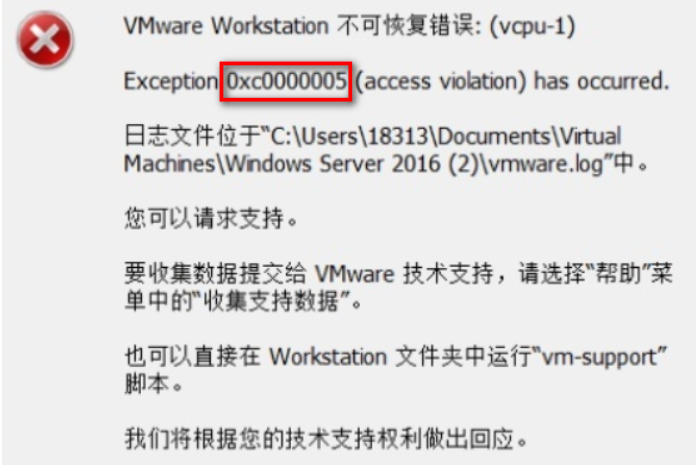 VMware Workstation 不可恢复错误: (vcpu-1)
Exception 0xc0000005 (access violation) has occurred.
日志文件位于“C:\Users\18313\Documents\Virtual
Machines\Windows Server 2016 (2)\vmware.log”中。
您可以请求支持。
要收集数据提交给 VMware 技术支持，请选择“帮助”菜
单中的“收集支持数据”。
也可以直接在 Workstation 文件夹中运行“vm-support”
脚本。
我们将根据您的技术支持权利做出回应。